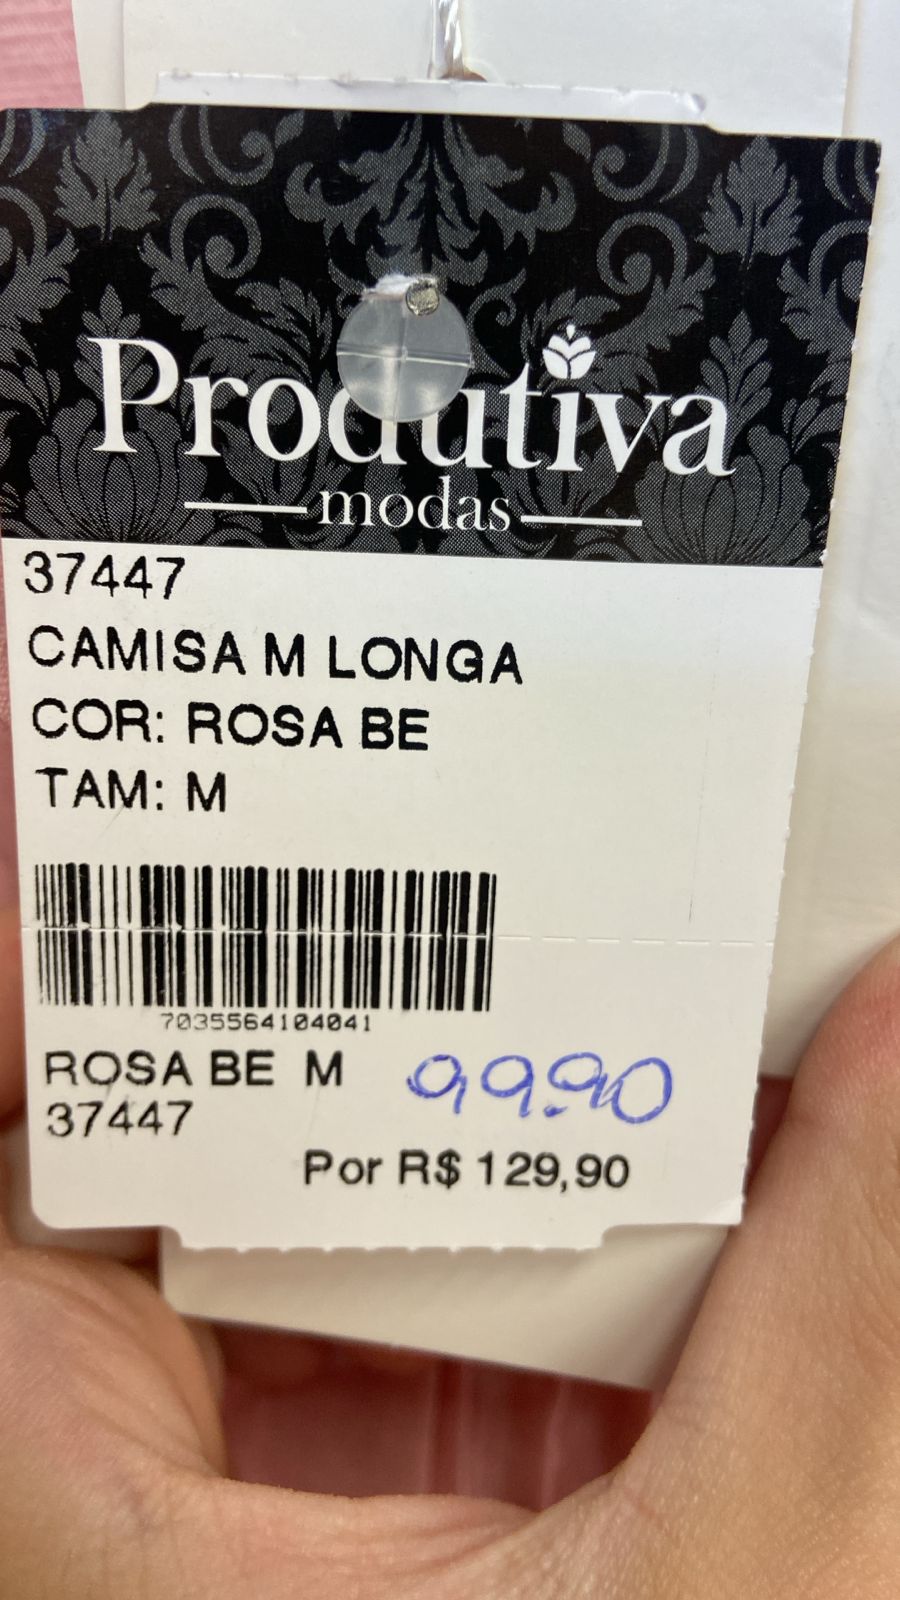 Produtiva
modas
37447
CAMISA M LONGA
COR: ROSA BE
TAM: M
7035564104041
ROSA BE M
37447
99.90
Por R$ 129,90